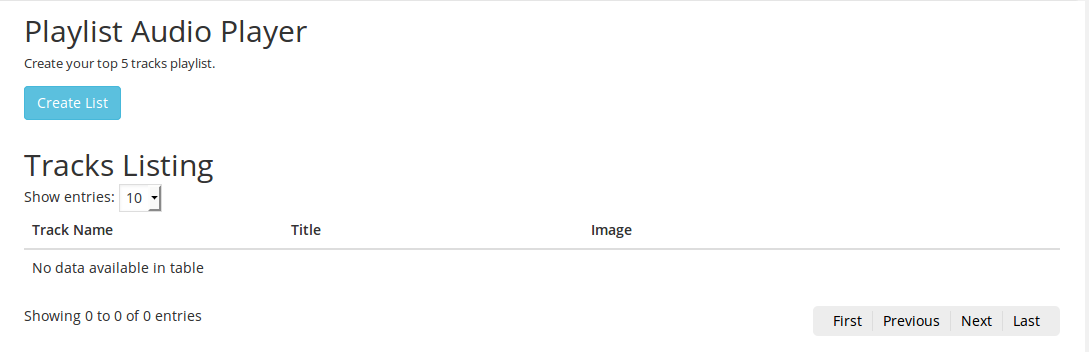 Playlist Audio Player
Create your top 5 tracks playlist.
Create List
Tracks Listing
Show entries: 10
Track Name Title Image
No data available in table
Showing 0 to 0 of 0 entries First Previous Next Last